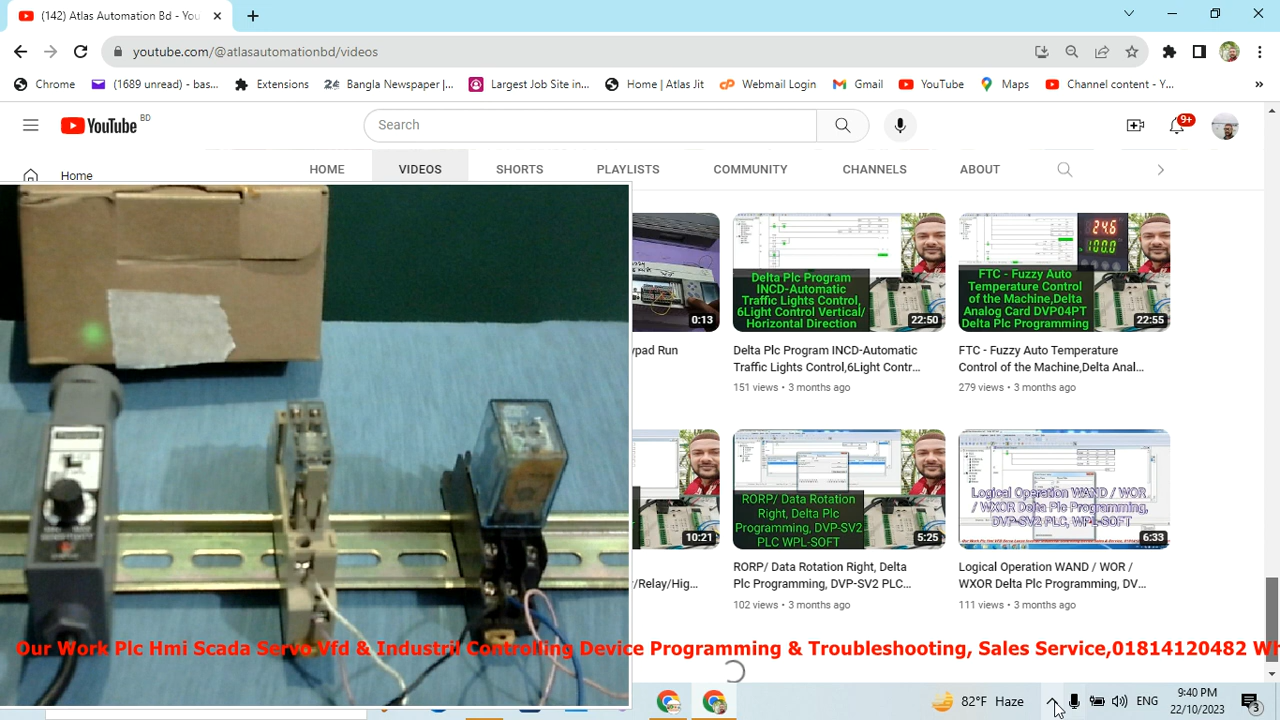 (142) Atlas Automation Bd - You
youtube.com/@atlasautomationbd/videos
Chrome
(1689 unread) - bas...
Extensions
Bangla Newspaper |...
Largest Job Site in...
Home | Atlas Jit
Webmail Login
Gmail
YouTube
Maps
Channel content - Y...
YouTube BD
Search
9+
HOME VIDEOS SHORTS PLAYLISTS COMMUNITY CHANNELS ABOUT
Home
0:13
Delta Plc Program
INCD-Automatic
Traffic Lights Control,
6Light Control Vertical/
Horizontal Direction
22:50
24.6
100.0
FTC - Fuzzy Auto
Temperature Control
of the Machine,Delta
Analog Card DVP04PT
Delta Plc Programming
22:55
ypad Run
Delta Plc Program INCD-Automatic
Traffic Lights Control,6Light Contr...
151 views • 3 months ago
FTC - Fuzzy Auto Temperature
Control of the Machine,Delta Anal...
279 views • 3 months ago
10:21
RORP/ Data Rotation
Right, Delta Plc
Programming, DVP-SV2
PLC WPL-SOFT
5:25
Logical Operation WAND / WOR
/ WXOR Delta Plc Programming,
DVP-SV2 PLC, WPL-SOFT
6:33
/Relay/Hig...
RORP/ Data Rotation Right, Delta
Plc Programming, DVP-SV2 PLC...
102 views • 3 months ago
Logical Operation WAND / WOR /
WXOR Delta Plc Programming, DV...
111 views • 3 months ago
Our Work Plc Hmi Scada Servo Vfd & Industril Controlling Device Programming & Troubleshooting, Sales Service,01814120482 Wh
82°F Haze
ENG
9:40 PM
22/10/2023
3